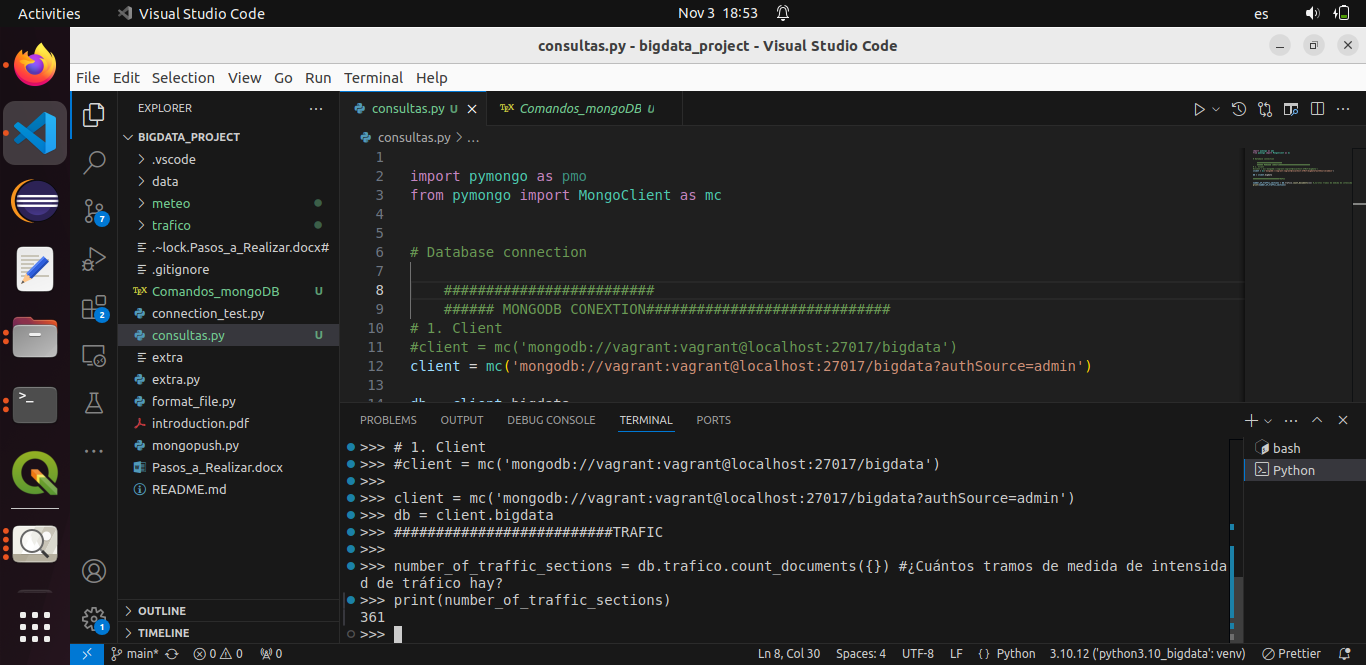 Activities
Visual Studio Code
Nov 3 18:53
es
consultas.py - bigdata_project - Visual Studio Code
File Edit Selection View Go Run Terminal Help
EXPLORER
BIGDATA_PROJECT
.vscode
data
meteo
trafico
.~lock.Pasos_a_Realizar.docx#
.gitignore
Comandos_mongoDB U
connection_test.py
consultas.py U
extra
extra.py
format_file.py
introduction.pdf
mongopush.py
Pasos_a_Realizar.docx
README.md
OUTLINE
TIMELINE
7
2
1
consultas.py U
TEX Comandos_mongoDB U
consultas.py > ...
1
2 import pymongo as pmo
3 from pymongo import MongoClient as mc
4
5
6 # Database connection
7
8 #########################
9 ###### MONGODB CONEXTION#############################
10 # 1. Client
11 #client = mc('mongodb://vagrant:vagrant@localhost:27017/bigdata')
12 client = mc('mongodb://vagrant:vagrant@localhost:27017/bigdata?authSource=admin')
13
14 db = client.bigdata
PROBLEMS OUTPUT DEBUG CONSOLE TERMINAL PORTS
>>> # 1. Client
>>> #client = mc('mongodb://vagrant:vagrant@localhost:27017/bigdata')
>>>
>>> client = mc('mongodb://vagrant:vagrant@localhost:27017/bigdata?authSource=admin')
>>> db = client.bigdata
>>> ##########################TRAFIC
>>>
>>> number_of_traffic_sections = db.trafico.count_documents({}) #¿Cuántos tramos de medida de intensida
d de tráfico hay?
>>> print(number_of_traffic_sections)
361
>>>
bash
Python
main* 0 0 0 Ln 8, Col 30 Spaces: 4 UTF-8 LF { } Python 3.10.12 ('python3.10_bigdata': venv) Prettier